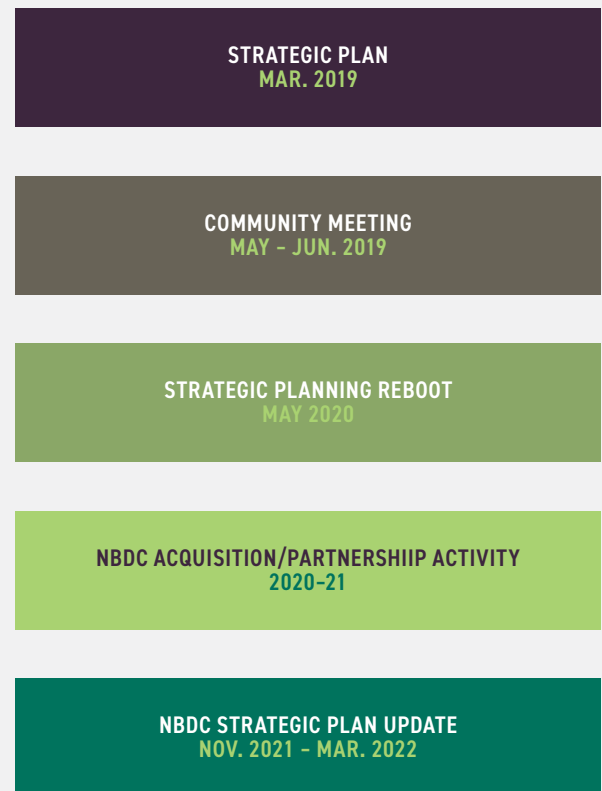 STRATEGIC PLAN
MAR. 2019
COMMUNITY MEETING
MAY - JUN. 2019
STRATEGIC PLANNING REBOOT
MAY 2020
NBDC ACQUISITION/PARTNERSHIIP ACTIVITY
2020-21
NBDC STRATEGIC PLAN UPDATE
NOV. 2021 - MAR. 2022